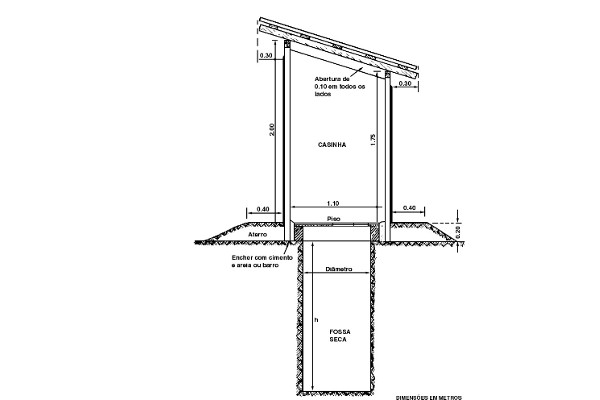 0.30
2.00
Abertura de
0.10 em todos os
lados
0.30
1.75
CASINHA
1.10
0.40
0.40
Piso
Aterro
0.20
Encher com cimento
e areia ou barro
Diâmetro
h
FOSSA
SECA
DIMENSÕES EM METROS